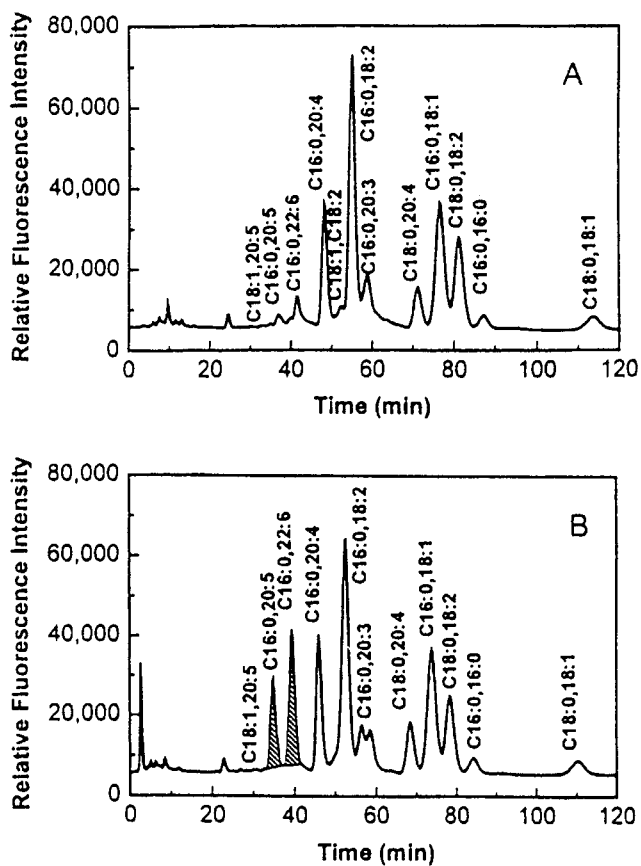 A
Relative Fluorescence Intensity
80,000
60,000
40,000
20,000
0
C18:1,20:5
C16:0,20:5
C16:0,22:6
C16:0,20:4
C18:1,C18:2
C16:0,18:2
C16:0,20:3
C18:0,20:4
C16:0,18:1
C18:0,18:2
C16:0,16:0
C18:0,18:1
0 20 40 60 80 100 120
Time (min)
B
Relative Fluorescence Intensity
80,000
60,000
40,000
20,000
0
C18:1,20:5
C16:0,20:5
C16:0,22:6
C16:0,20:4
C16:0,18:2
C16:0,20:3
C18:0,20:4
C16:0,18:1
C18:0,18:2
C16:0,16:0
C18:0,18:1
0 20 40 60 80 100 120
Time (min)